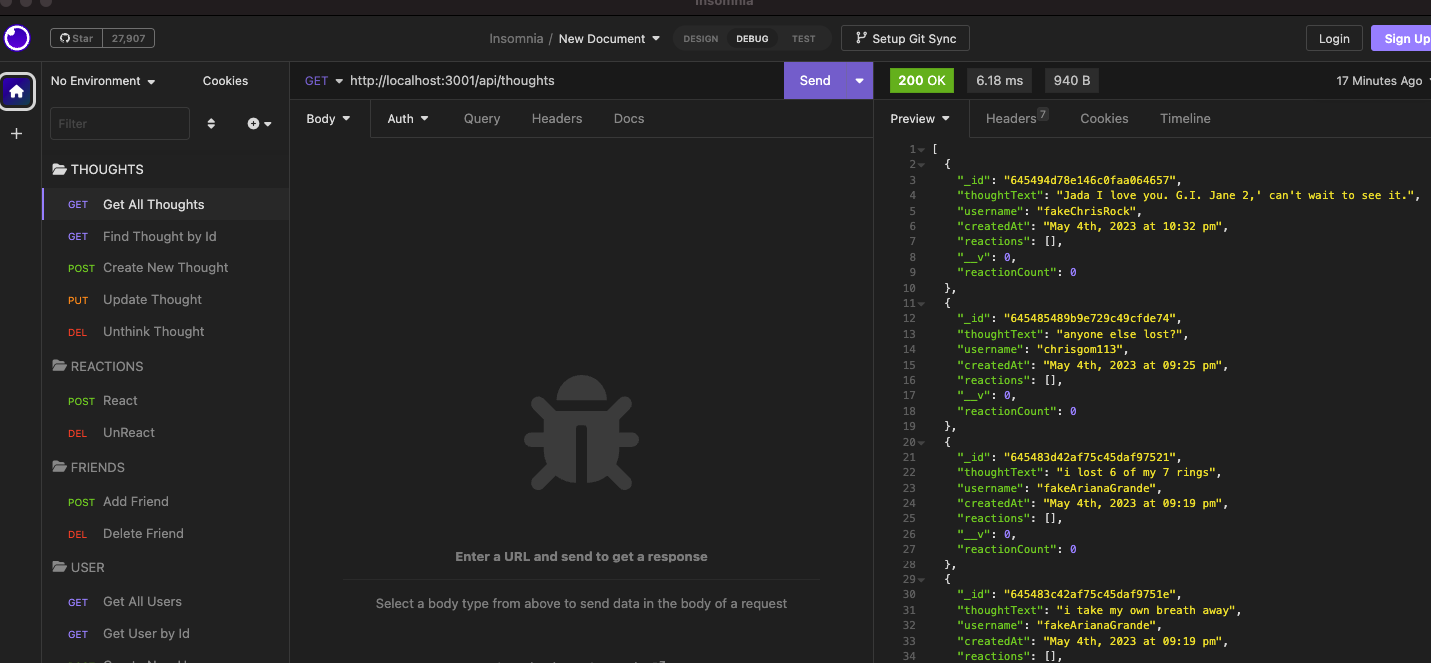 Insomnia
Star 27,907
Insomnia / New Document
DESIGN DEBUG TEST
Setup Git Sync
Login
Sign Up
No Environment
Cookies
Filter
THOUGHTS
GET Get All Thoughts
GET Find Thought by Id
POST Create New Thought
PUT Update Thought
DEL Unthink Thought
REACTIONS
POST React
DEL UnReact
FRIENDS
POST Add Friend
DEL Delete Friend
USER
GET Get All Users
GET Get User by Id
GET http://localhost:3001/api/thoughts
Send
Body Auth Query Headers Docs
Enter a URL and send to get a response
Select a body type from above to send data in the body of a request
200 OK 6.18 ms 940 B 17 Minutes Ago
Preview Headers 7 Cookies Timeline
1 [
2 {
3 "_id": "645494d78e146c0faa064657",
4 "thoughtText": "Jada I love you. G.I. Jane 2,' can't wait to see it.",
5 "username": "fakeChrisRock",
6 "createdAt": "May 4th, 2023 at 10:32 pm",
7 "reactions": [],
8 "__v": 0,
9 "reactionCount": 0
10 },
11 {
12 "_id": "645485489b9e729c49cfde74",
13 "thoughtText": "anyone else lost?",
14 "username": "chrisgom113",
15 "createdAt": "May 4th, 2023 at 09:25 pm",
16 "reactions": [],
17 "__v": 0,
18 "reactionCount": 0
19 },
20 {
21 "_id": "645483d42af75c45daf97521",
22 "thoughtText": "i lost 6 of my 7 rings",
23 "username": "fakeArianaGrande",
24 "createdAt": "May 4th, 2023 at 09:19 pm",
25 "reactions": [],
26 "__v": 0,
27 "reactionCount": 0
28 },
29 {
30 "_id": "645483c42af75c45daf9751e",
31 "thoughtText": "i take my own breath away",
32 "username": "fakeArianaGrande",
33 "createdAt": "May 4th, 2023 at 09:19 pm",
34 "reactions": [],